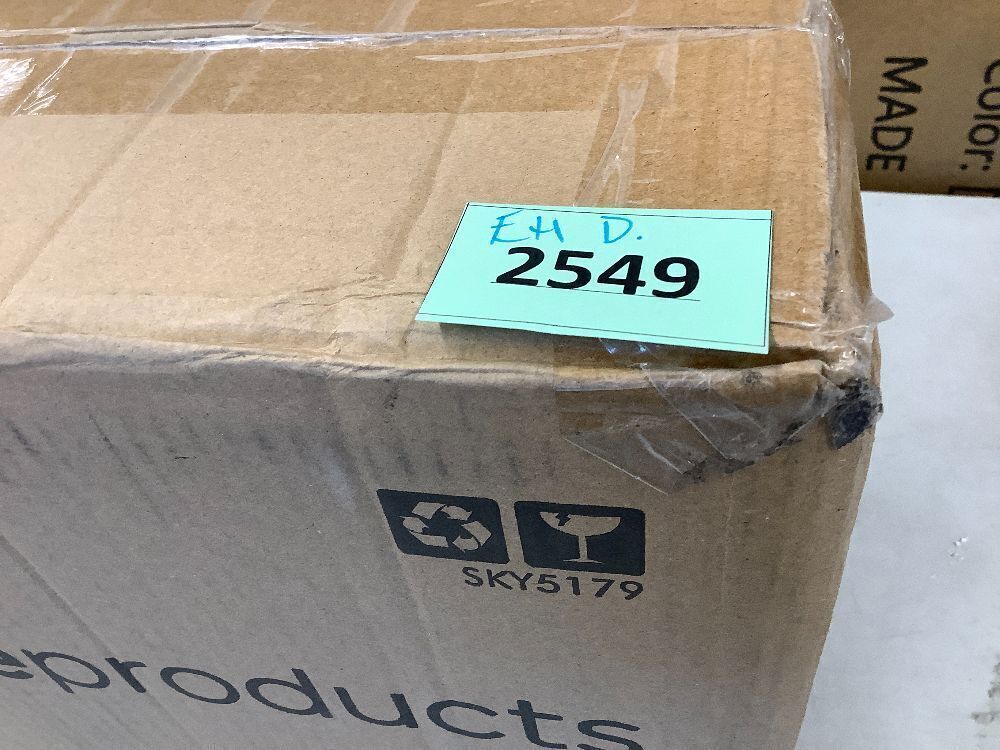 EH D.
2549
SKY5179
eproducts
Color:
MADE